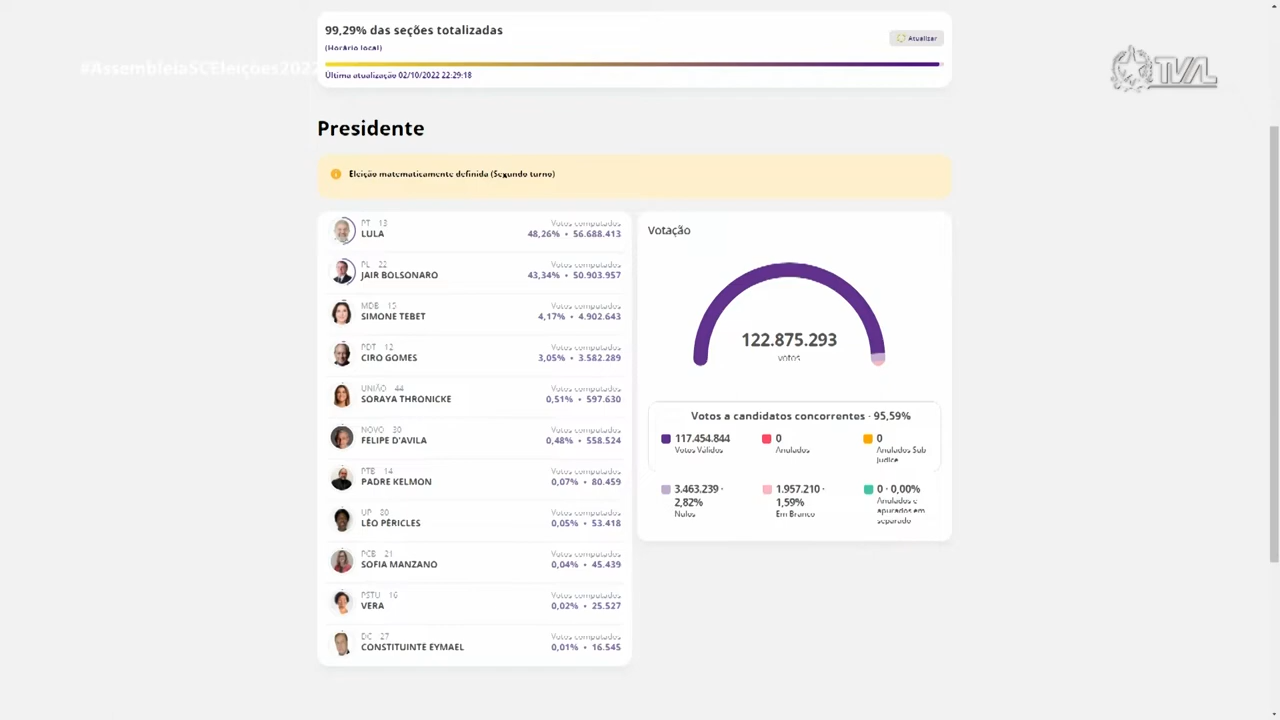 99,29% das seções totalizadas
(Horário local)
Atualizar
#AssembleiaSCEleições2022
Última atualização 02/10/2022 22:29:18
TVAL
Presidente
Eleição matematicamente definida (Segundo turno)
PT 13
LULA
Votos computados
48,26% • 56.688.413
PL 22
JAIR BOLSONARO
Votos computados
43,34% • 50.903.957
MDB 15
SIMONE TEBET
Votos computados
4,17% • 4.902.643
PDT 12
CIRO GOMES
Votos computados
3,05% • 3.582.289
UNIÃO 44
SORAYA THRONICKE
Votos computados
0,51% • 597.630
NOVO 30
FELIPE D'AVILA
Votos computados
0,48% • 558.524
PTB 14
PADRE KELMON
Votos computados
0,07% • 80.459
UP 80
LÉO PÉRICLES
Votos computados
0,05% • 53.418
PCB 21
SOFIA MANZANO
Votos computados
0,04% • 45.439
PSTU 16
VERA
Votos computados
0,02% • 25.527
DC 27
CONSTITUINTE EYMAEL
Votos computados
0,01% • 16.545
Votação
122.875.293
votos
Votos a candidatos concorrentes · 95,59%
117.454.844
Votos Válidos
0
Anulados
0
Anulados Sub
Judice
3.463.239 ·
2,82%
Nulos
1.957.210 ·
1,59%
Em Branco
0 · 0,00%
Anulados e
apurados em
separado